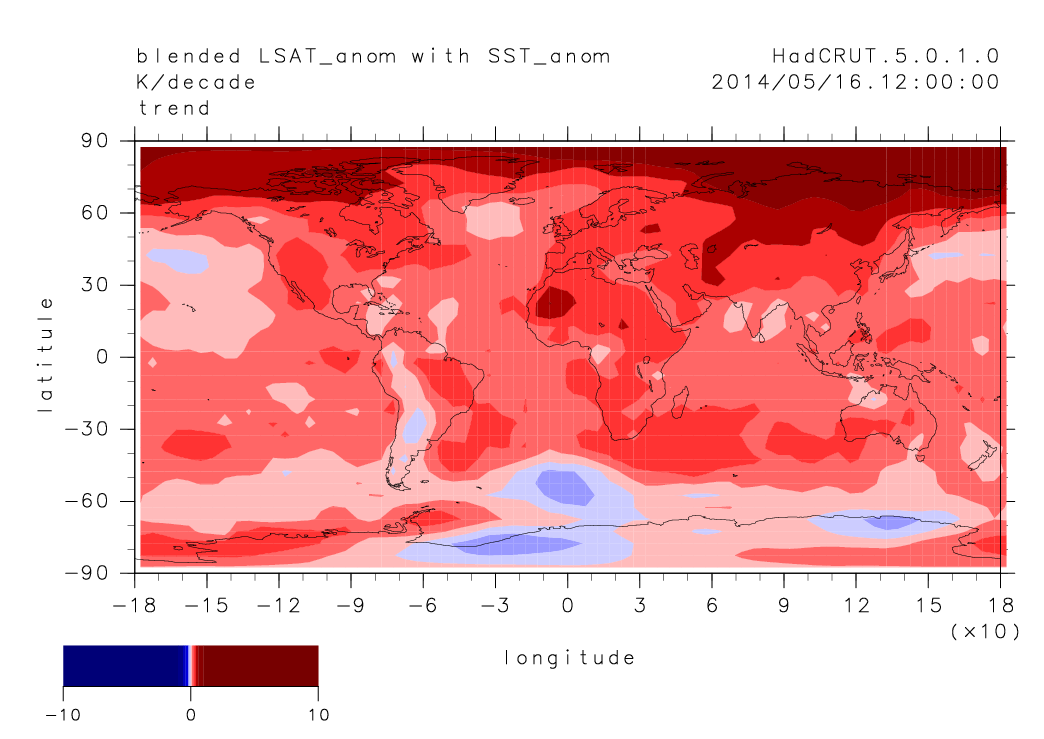 blended LSAT_anom with SST_anom HadCRUT.5.0.1.0
K/decade 2014/05/16.12:00:00
trend
90
60
30
0
−30
−60
−90
latitude
−18 −15 −12 −9 −6 −3 0 3 6 9 12 15 18
(×10)
longitude
−10 0 10